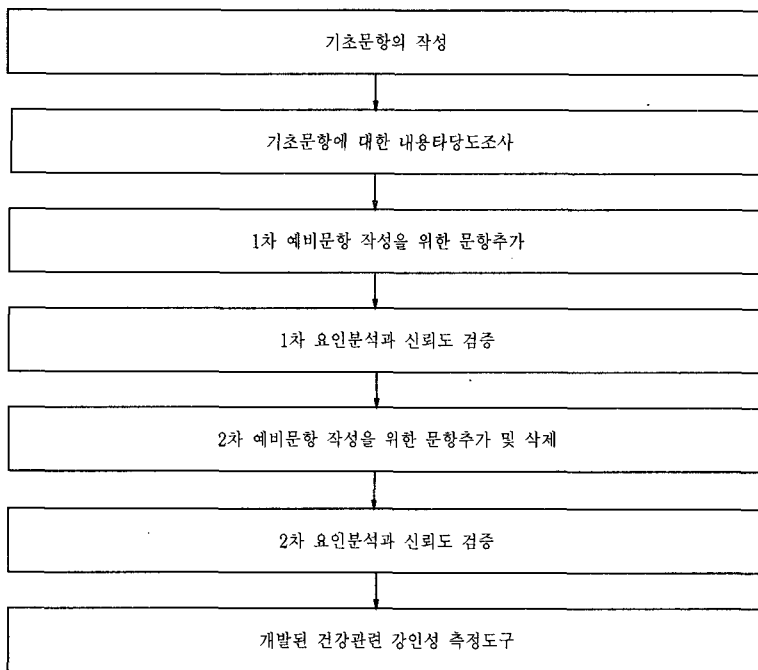 기초문항의 작성
기초문항에 대한 내용타당도조사
1차 예비문항 작성을 위한 문항추가
1차 요인분석과 신뢰도 검증
2차 예비문항 작성을 위한 문항추가 및 삭제
2차 요인분석과 신뢰도 검증
개발된 건강관련 강인성 측정도구